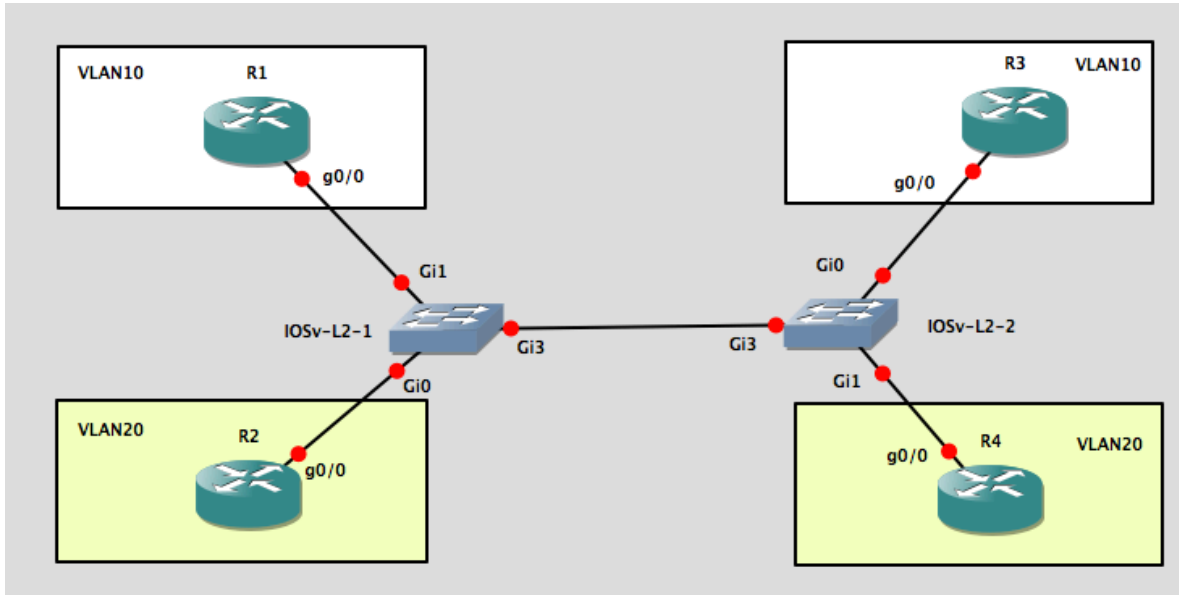 VLAN10
R1
g0/0
R3
VLAN10
g0/0
Gi1
IOSv-L2-1
Gi3
Gi0
Gi0
IOSv-L2-2
Gi3
Gi1
VLAN20
R2
g0/0
R4
VLAN20
g0/0